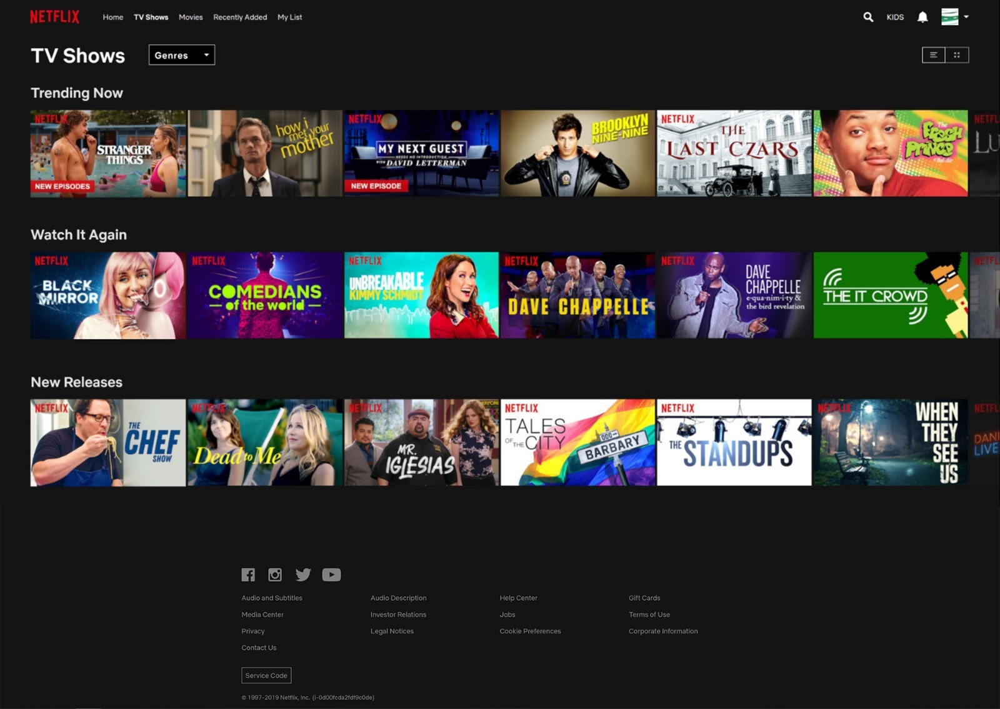 NETFLIX
Home TV Shows Movies Recently Added My List
KIDS
TV Shows
Genres
Trending Now
NETFLIX
STRANGER
THINGS
NEW EPISODES
how i
met your
mother
NETFLIX
MY NEXT GUEST
NEEDS NO INTRODUCTION
WITH DAVID LETTERMAN
NEW EPISODE
BROOKLYN
NINE-NINE
NETFLIX
THE
LAST CZARS
The
FRESH
PRINCE
of Bel-Air
NETFL
LU
Watch It Again
NETFLIX
BLACK
MIRROR
NETFLIX
COMEDIANS
of the world
NETFLIX
UNBREAKABLE
KIMMY SCHMIDT
NETFLIX
DAVE CHAPPELLE
NETFLIX
DAVE
CHAPPELLE
e·qua·nim·i·ty &
the bird revelation
THE IT CROWD
NETFL
New Releases
NETFLIX
THE
CHEF
SHOW
NETFLIX
Dead to Me
NETFLIX
MR.
IGLESIAS
NETFLIX
TALES
OF THE CITY
BARBARY
NETFLIX
THE STANDUPS
NETFLIX
WHEN
THEY
SEE
US
NETFL
DANI
LIVE
Audio and Subtitles Audio Description Help Center Gift Cards
Media Center Investor Relations Jobs Terms of Use
Privacy Legal Notices Cookie Preferences Corporate Information
Contact Us
Service Code
© 1997-2019 Netflix, Inc. {i-0d00fcda2fdf9c0de}